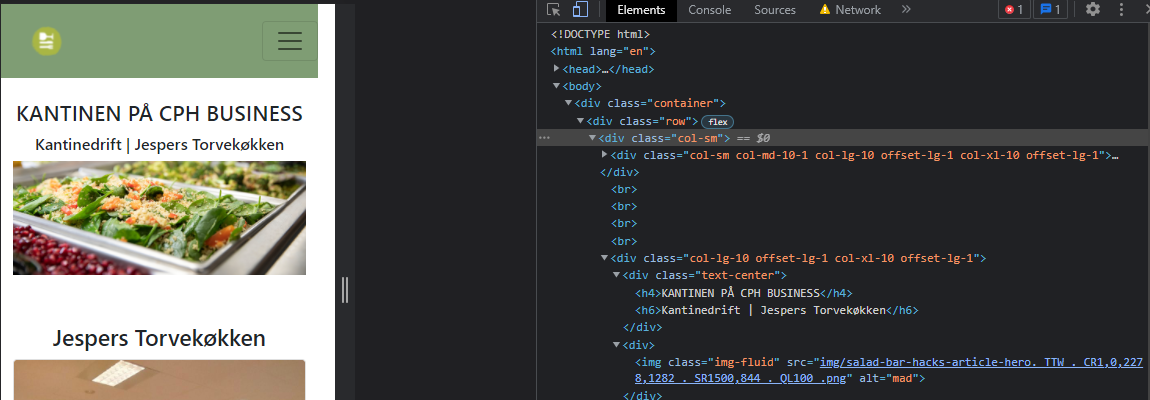 KANTINEN PÅ CPH BUSINESS
Kantinedrift | Jespers Torvekøkken
Jespers Torvekøkken
Elements Console Sources Network » 1 1
<!DOCTYPE html>
<html lang="en">
<head>…</head>
<body>
<div class="container">
<div class="row"> flex
… <div class="col-sm"> == $0
<div class="col-sm col-md-10-1 col-lg-10 offset-lg-1 col-xl-10 offset-lg-1">…
</div>
<br>
<br>
<br>
<br>
<div class="col-lg-10 offset-lg-1 col-xl-10 offset-lg-1">
<div class="text-center">
<h4>KANTINEN PÅ CPH BUSINESS</h4>
<h6>Kantinedrift | Jespers Torvekøkken</h6>
</div>
<div>
<img class="img-fluid" src="img/salad-bar-hacks-article-hero. TTW . CR1,0,227
8,1282 . SR1500,844 . QL100 .png" alt="mad">
</div>